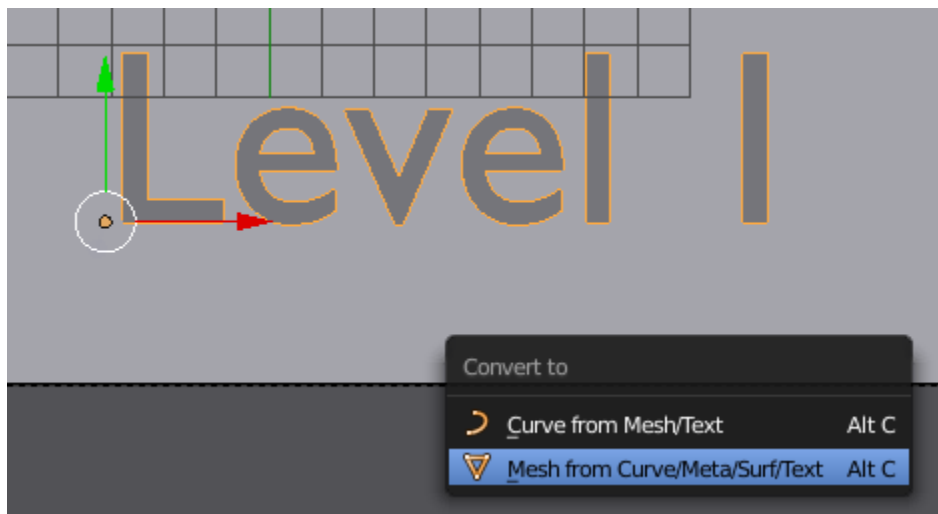 Level I
Convert to
Curve from Mesh/Text Alt C
Mesh from Curve/Meta/Surf/Text Alt C